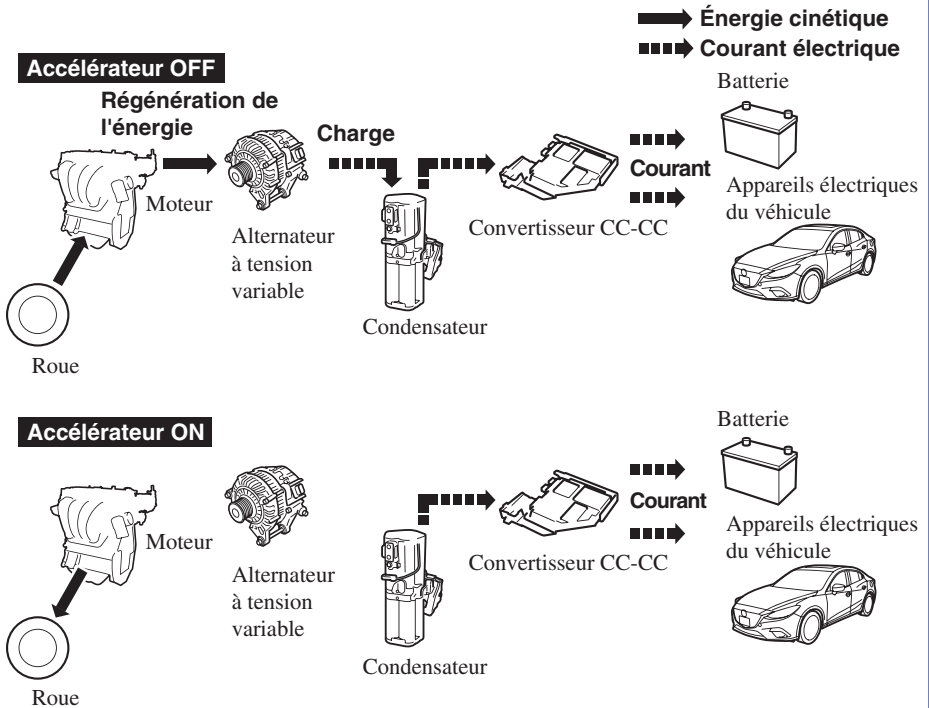 Énergie cinétique
Courant électrique
Accélérateur OFF
Régénération de
l'énergie
Moteur
Roue
Alternateur
à tension
variable
Charge
Condensateur
Convertisseur CC-CC
Courant
Batterie
Appareils électriques
du véhicule
Accélérateur ON
Moteur
Roue
Alternateur
à tension
variable
Condensateur
Convertisseur CC-CC
Courant
Batterie
Appareils électriques
du véhicule